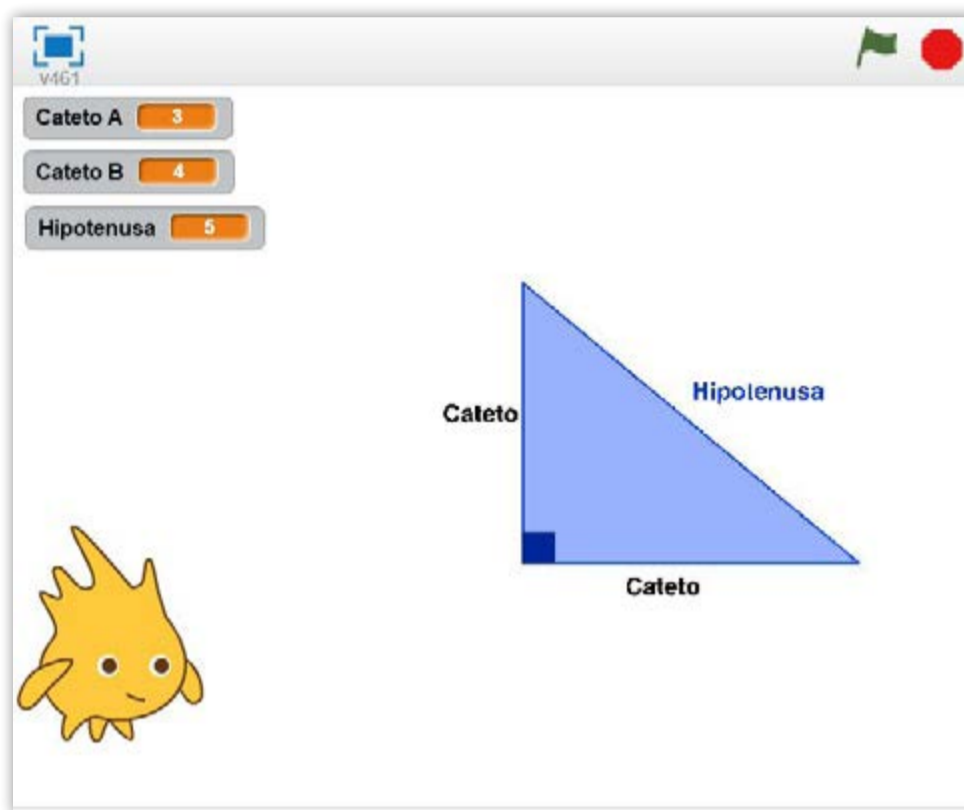 v461
Cateto A 3
Cateto B 4
Hipotenusa 5
Hipotenusa
Cateto
Cateto